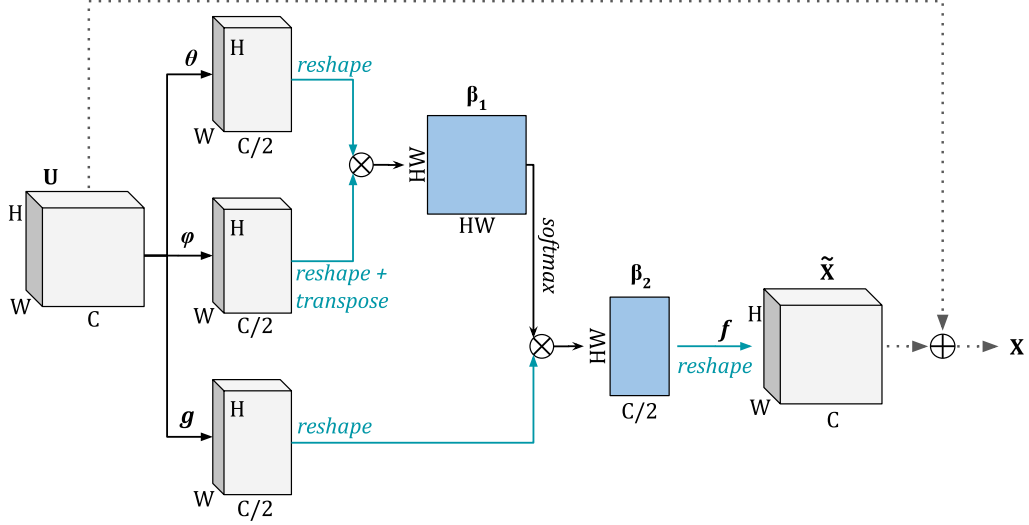 θ
H
W
C/2
reshape
U
H
W
C
φ
H
W
C/2
reshape +
transpose
g
H
W
C/2
reshape
β1
HW
HW
softmax
β2
HW
C/2
f
reshape
X̃
H
W
C
X